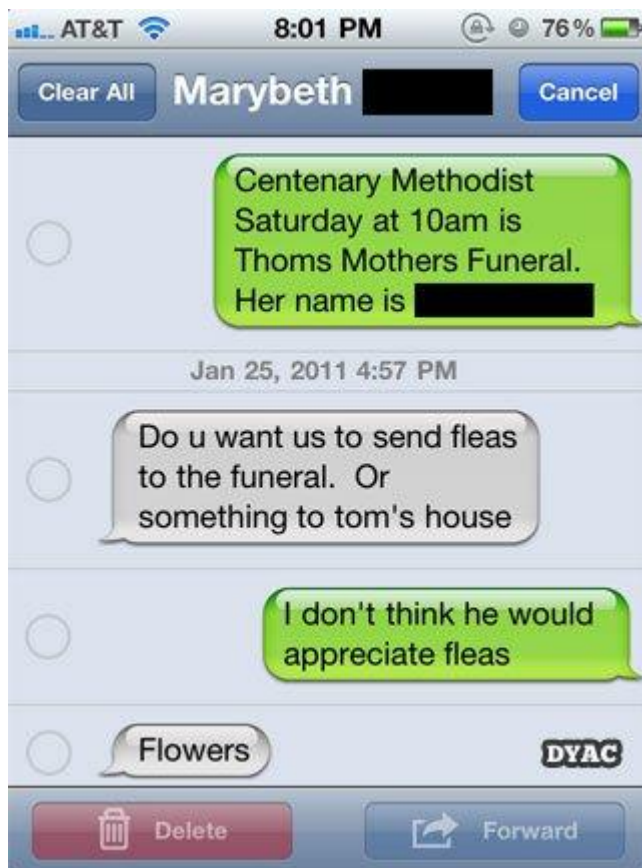 AT&T 8:01 PM 76%
Clear All Marybeth Cancel
Centenary Methodist
Saturday at 10am is
Thoms Mothers Funeral.
Her name is
Jan 25, 2011 4:57 PM
Do u want us to send fleas
to the funeral. Or
something to tom's house
I don't think he would
appreciate fleas
Flowers
DYAC
Delete Forward